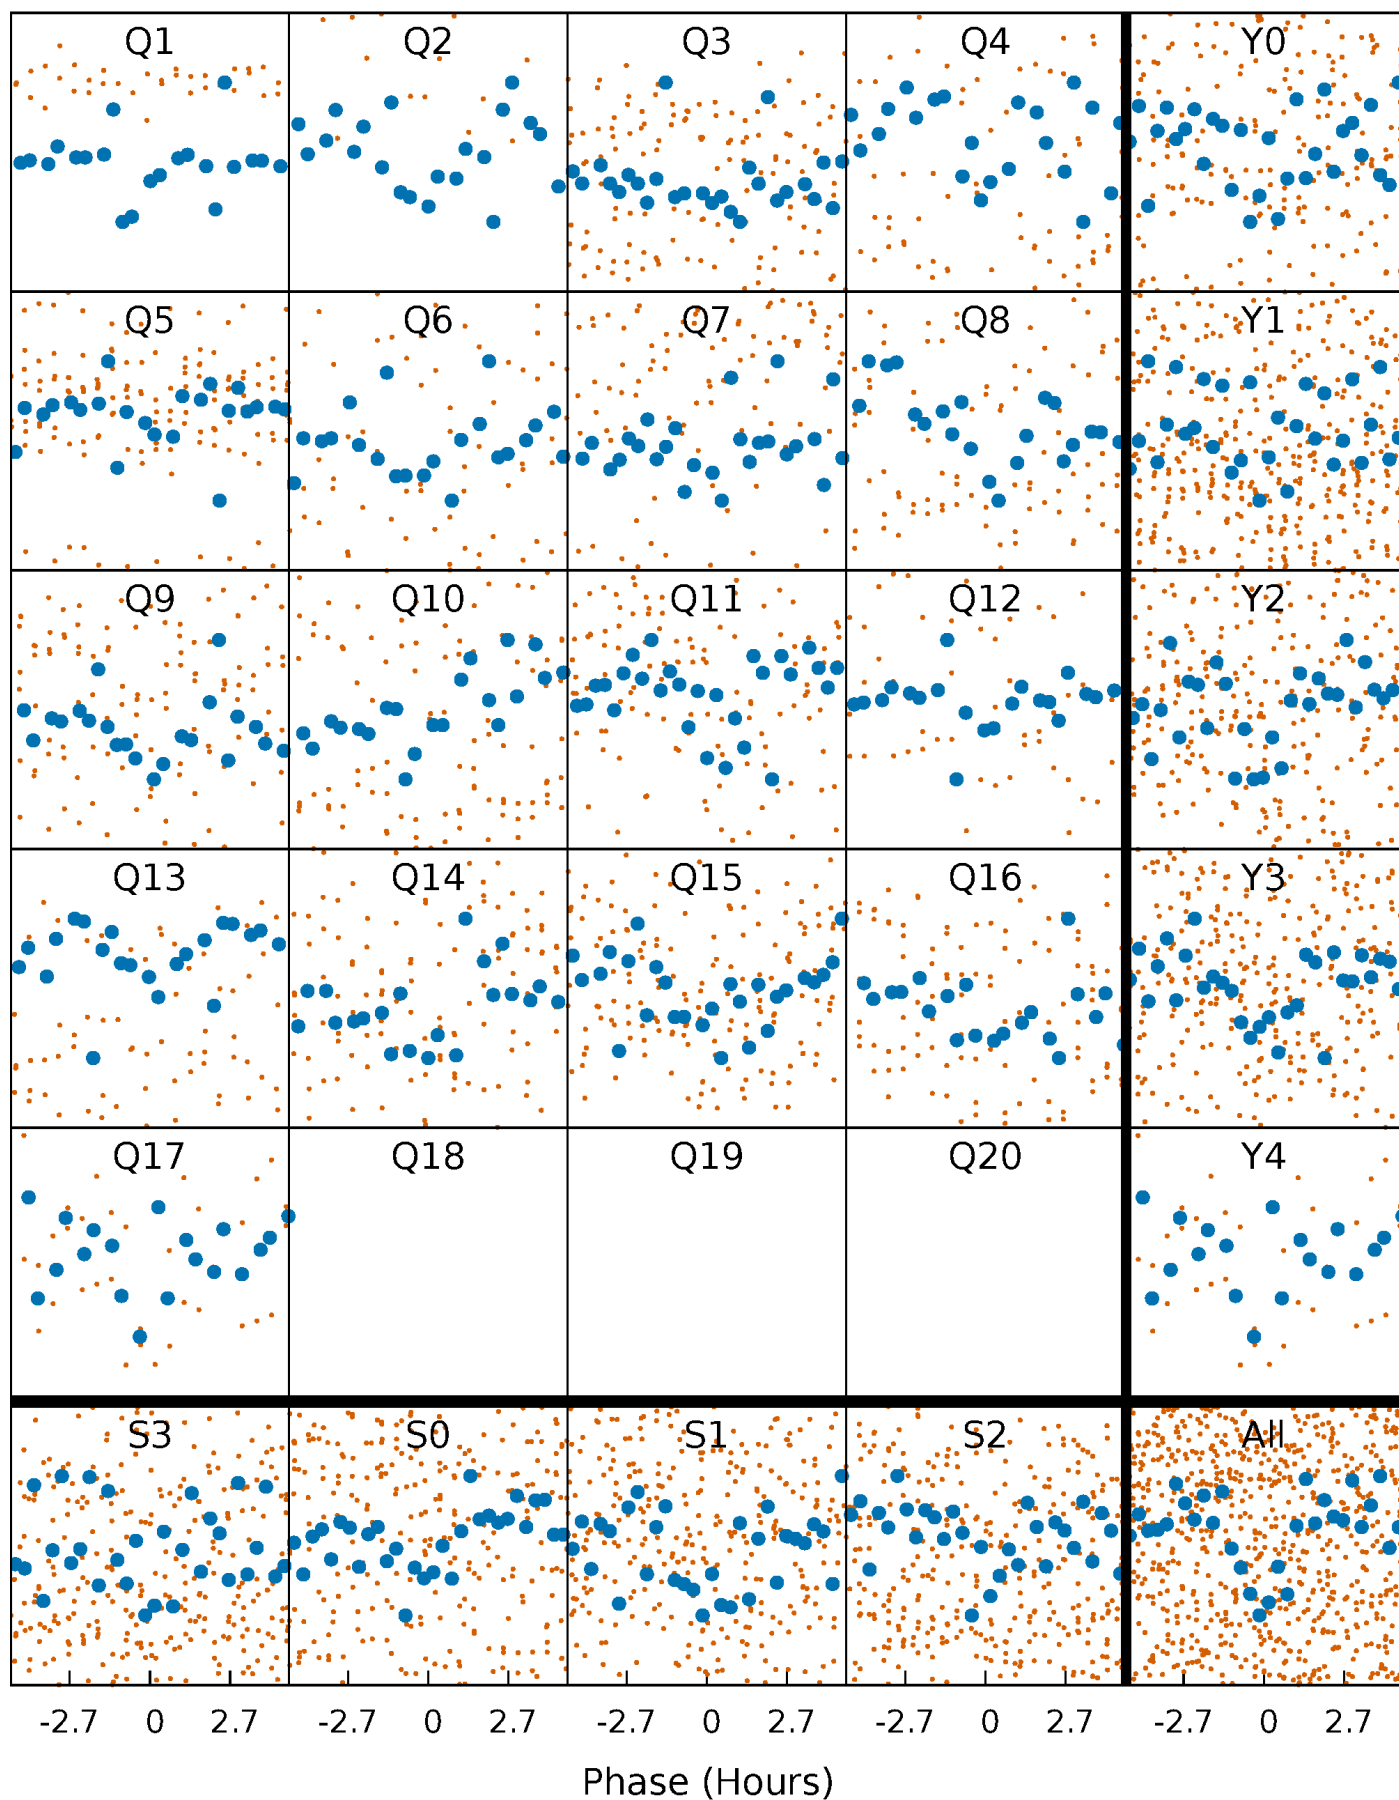 Q1 Q2 Q3 Q4 Y0
Q5 Q6 Q7 Q8 Y1
Q9 Q10 Q11 Q12 Y2
Q13 Q14 Q15 Q16 Y3
Q17 Q18 Q19 Q20 Y4
S3 S0 S1 S2 All
-2.7 0 2.7 -2.7 0 2.7 -2.7 0 2.7 -2.7 0 2.7 -2.7 0 2.7
Phase (Hours)